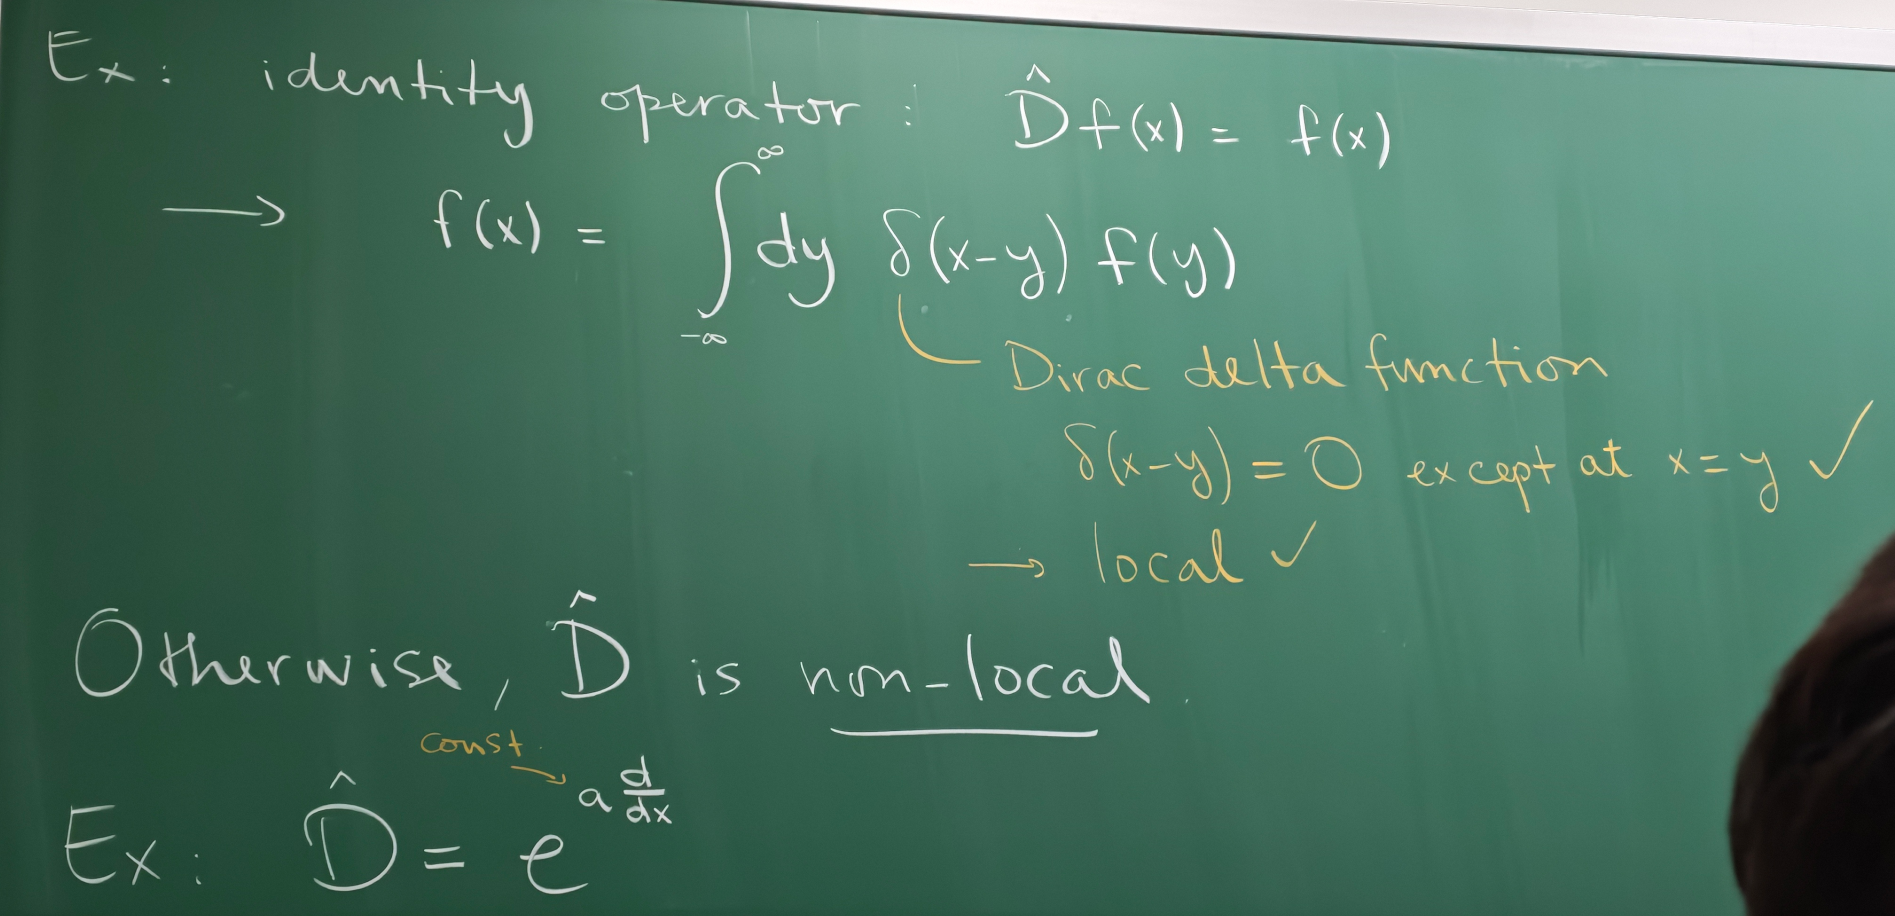 Ex: identity operator: D̂f(x) = f(x)
→ f(x) = ∫_{-∞}^{∞} dy δ(x-y) f(y)
Dirac delta function
δ(x-y) = 0 except at x=y ✓
→ local ✓
Otherwise, D̂ is non-local.
const. →
Ex: D̂ = e^{a d/dx}